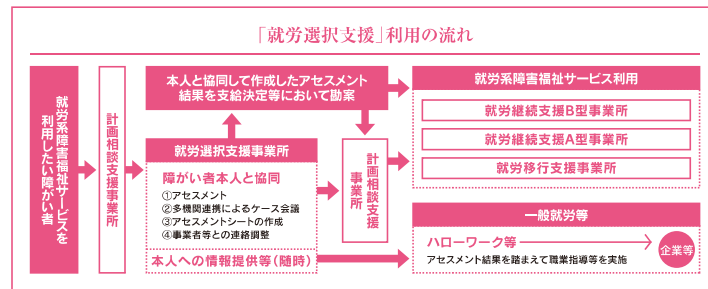 「就労選択支援」利用の流れ
就労系障害福祉サービスを
利用したい障がい者
計画相談支援事業所
本人と協同して作成したアセスメント
結果を支給決定等において勘案
就労選択支援事業所
障がい者本人と協同
①アセスメント
②多機関連携によるケース会議
③アセスメントシートの作成
④事業者等との連絡調整
本人への情報提供等(随時)
計画相談支援
事業所
就労系障害福祉サービス利用
就労継続支援B型事業所
就労継続支援A型事業所
就労移行支援事業所
一般就労等
ハローワーク等
企業等
アセスメント結果を踏まえて職業指導等を実施